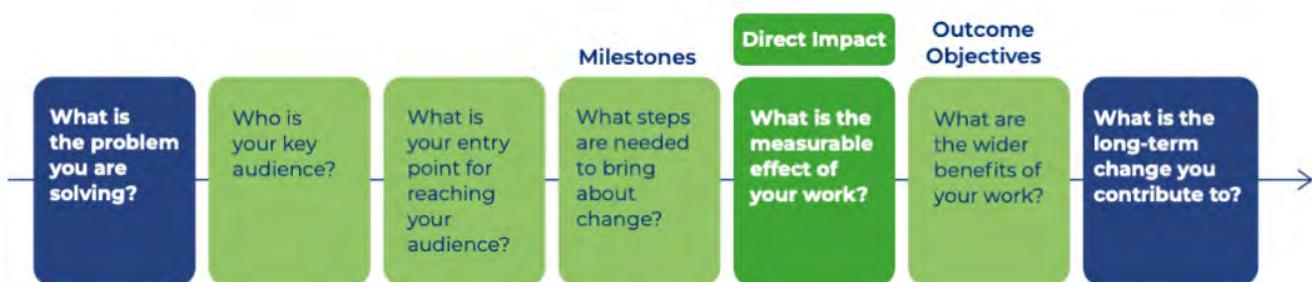 Milestones
Direct Impact
Outcome
Objectives
What is
the problem
you are
solving?
Who is
your key
audience?
What is
your entry
point for
reaching
your
audience?
What steps
are needed
to bring
about
change?
What is the
measurable
effect of
your work?
What are
the wider
benefits of
your work?
What is the
long-term
change you
contribute to?